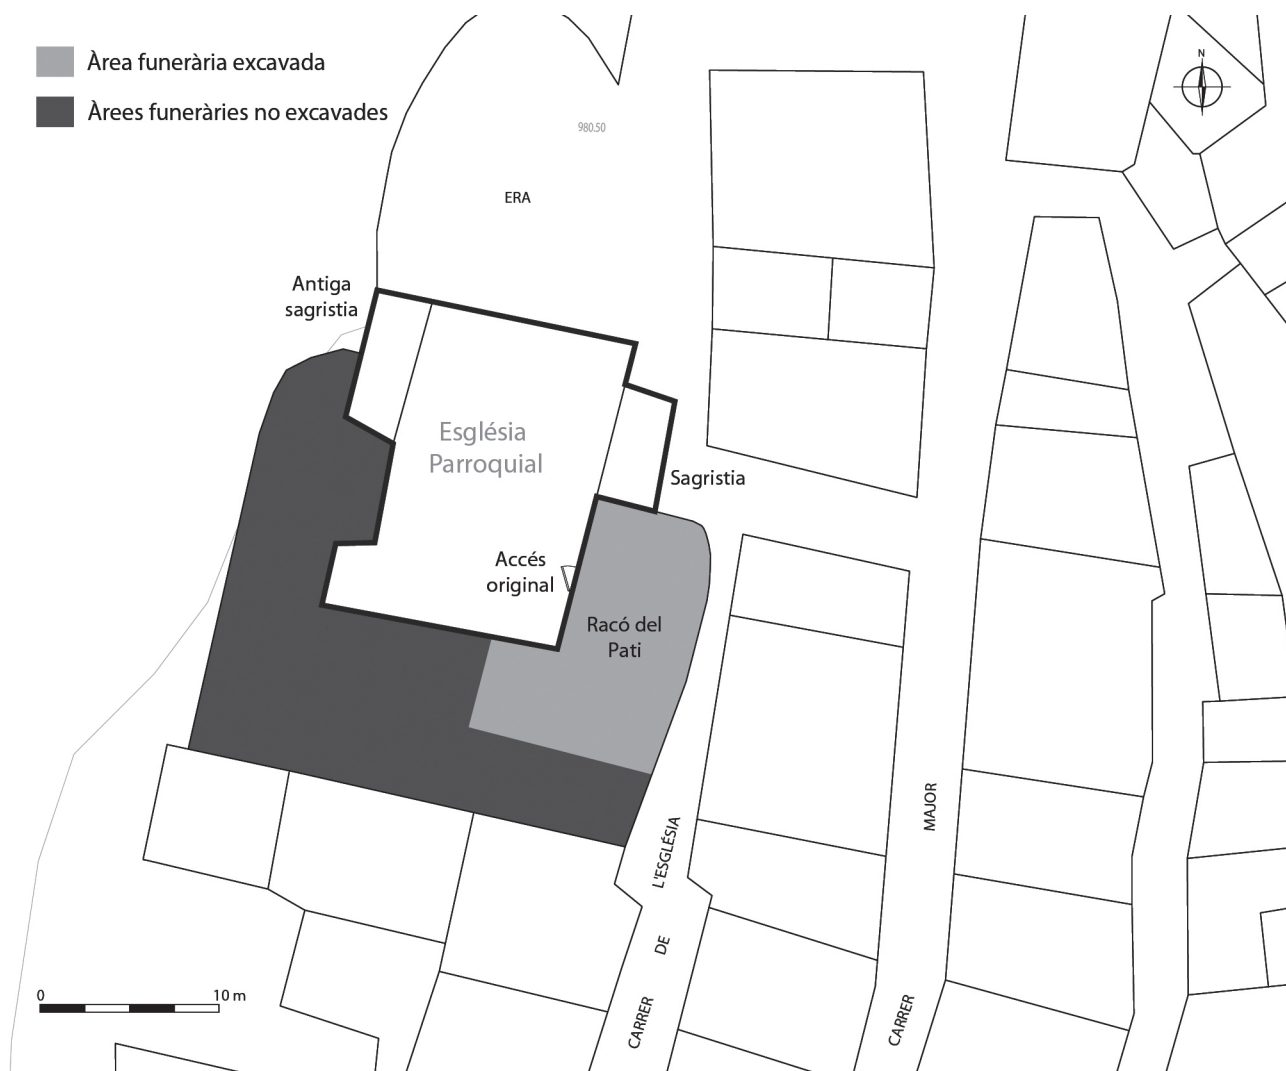 Àrea funerària excavada
Àrees funeràries no excavades
N
980.50
ERA
Antiga
sagristia
Església
Parroquial
Sagristia
Accés
original
Racó del
Pati
CARRER DE L'ESGLÉSIA
CARRER MAJOR
0 10 m